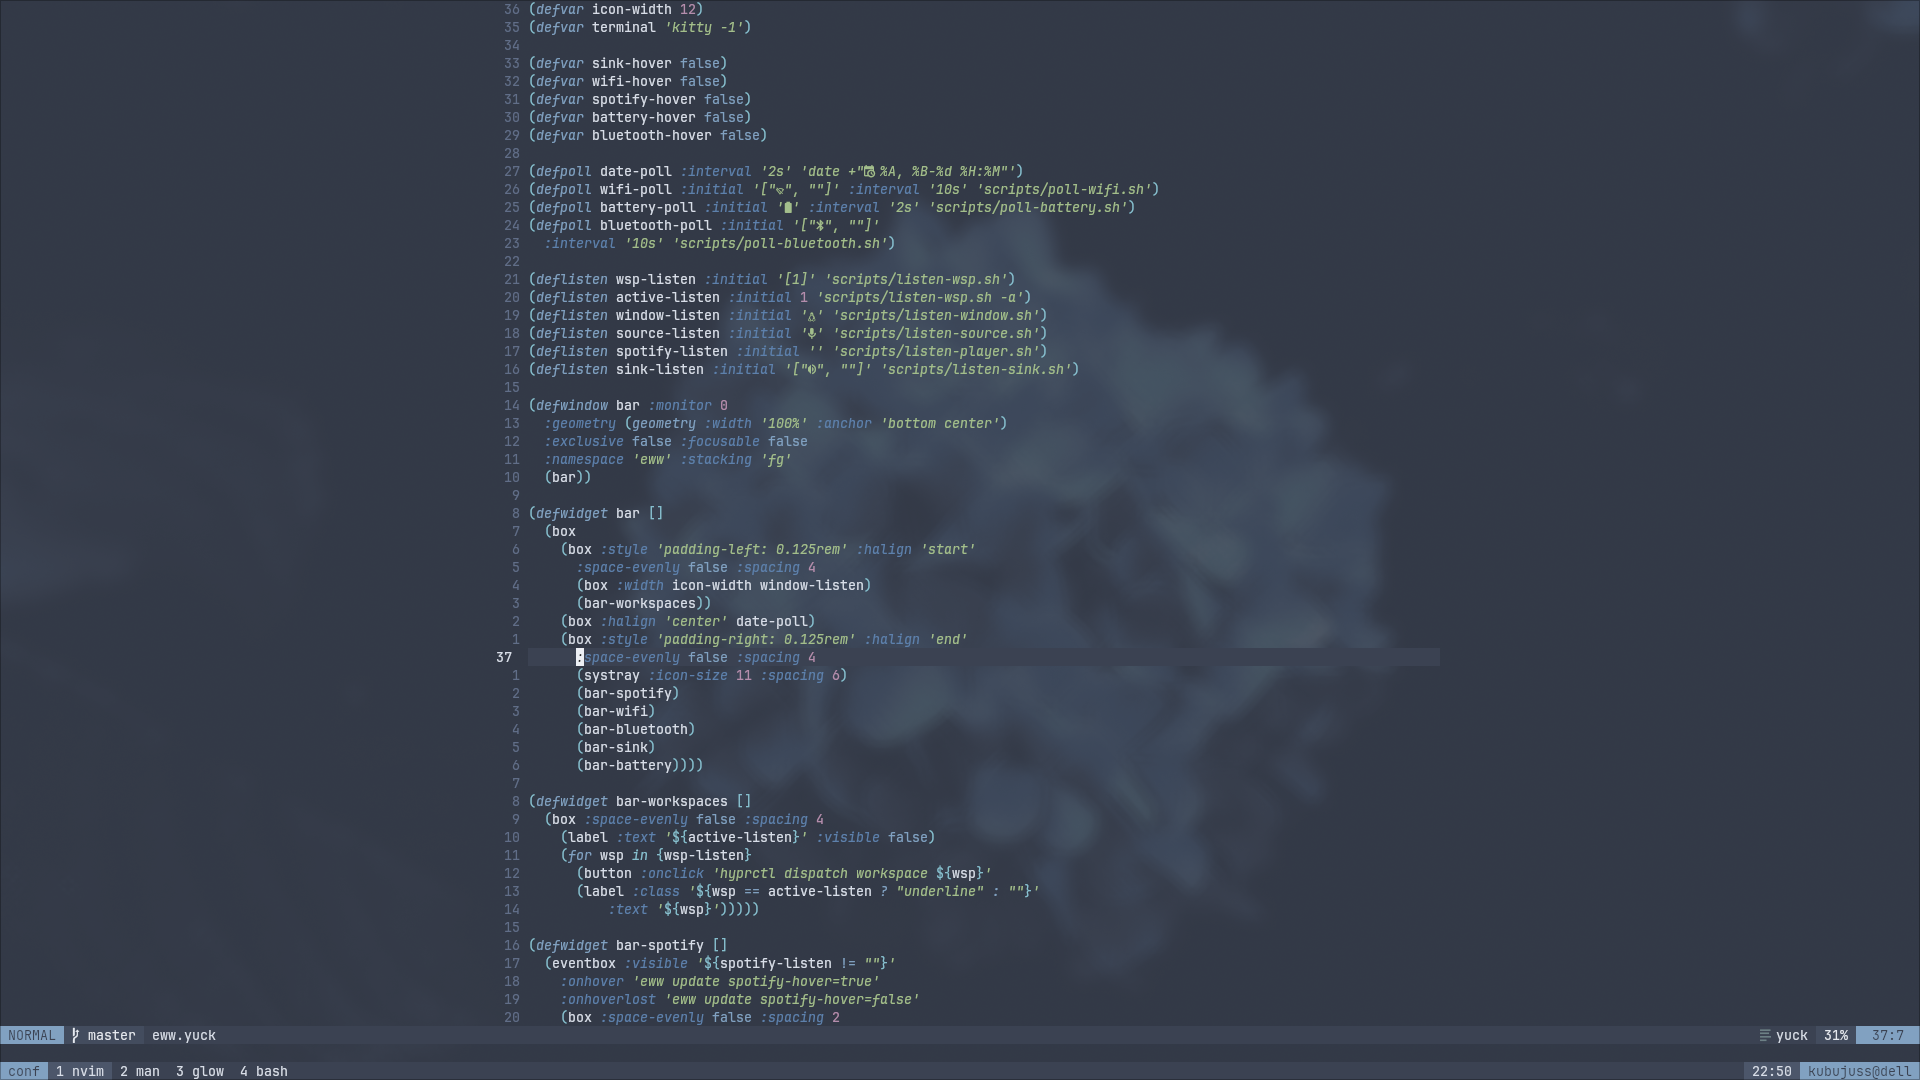 36 (defvar icon-width 12)
35 (defvar terminal 'kitty -1')
34
33 (defvar sink-hover false)
32 (defvar wifi-hover false)
31 (defvar spotify-hover false)
30 (defvar battery-hover false)
29 (defvar bluetooth-hover false)
28
27 (defpoll date-poll :interval '2s' 'date +" %A, %B-%d %H:%M"')
26 (defpoll wifi-poll :initial '["", ""]' :interval '10s' 'scripts/poll-wifi.sh')
25 (defpoll battery-poll :initial '' :interval '2s' 'scripts/poll-battery.sh')
24 (defpoll bluetooth-poll :initial '["", ""]'
23   :interval '10s' 'scripts/poll-bluetooth.sh')
22
21 (deflisten wsp-listen :initial '[1]' 'scripts/listen-wsp.sh')
20 (deflisten active-listen :initial 1 'scripts/listen-wsp.sh -a')
19 (deflisten window-listen :initial '' 'scripts/listen-window.sh')
18 (deflisten source-listen :initial '' 'scripts/listen-source.sh')
17 (deflisten spotify-listen :initial '' 'scripts/listen-player.sh')
16 (deflisten sink-listen :initial '["", ""]' 'scripts/listen-sink.sh')
15
14 (defwindow bar :monitor 0
13   :geometry (geometry :width '100%' :anchor 'bottom center')
12   :exclusive false :focusable false
11   :namespace 'eww' :stacking 'fg'
10   (bar))
9
8 (defwidget bar []
7   (box
6     (box :style 'padding-left: 0.125rem' :halign 'start'
5       :space-evenly false :spacing 4
4       (box :width icon-width window-listen)
3       (bar-workspaces))
2     (box :halign 'center' date-poll)
1     (box :style 'padding-right: 0.125rem' :halign 'end'
37       :space-evenly false :spacing 4
1       (systray :icon-size 11 :spacing 6)
2       (bar-spotify)
3       (bar-wifi)
4       (bar-bluetooth)
5       (bar-sink)
6       (bar-battery))))
7
8 (defwidget bar-workspaces []
9   (box :space-evenly false :spacing 4
10     (label :text '${active-listen}' :visible false)
11     (for wsp in {wsp-listen}
12       (button :onclick 'hyprctl dispatch workspace ${wsp}'
13       (label :class '${wsp == active-listen ? "underline" : ""}'
14           :text '${wsp}')))))
15
16 (defwidget bar-spotify []
17   (eventbox :visible '${spotify-listen != ""}'
18     :onhover 'eww update spotify-hover=true'
19     :onhoverlost 'eww update spotify-hover=false'
20     (box :space-evenly false :spacing 2
NORMAL master eww.yuck yuck 31% 37:7
conf 1 nvim 2 man 3 glow 4 bash 22:50 kubujuss@dell